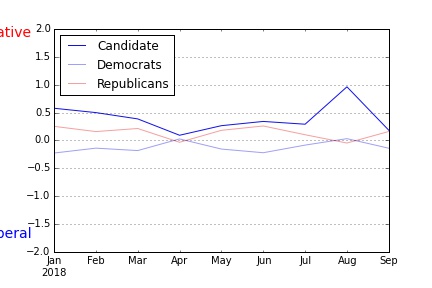 2.0
ative
Candidate
Democrats
Republicans
1.5
1.0
0.5
0.0
−0.5
−1.0
−1.5
beral
−2.0
Jan Feb Mar Apr May Jun Jul Aug Sep
2018